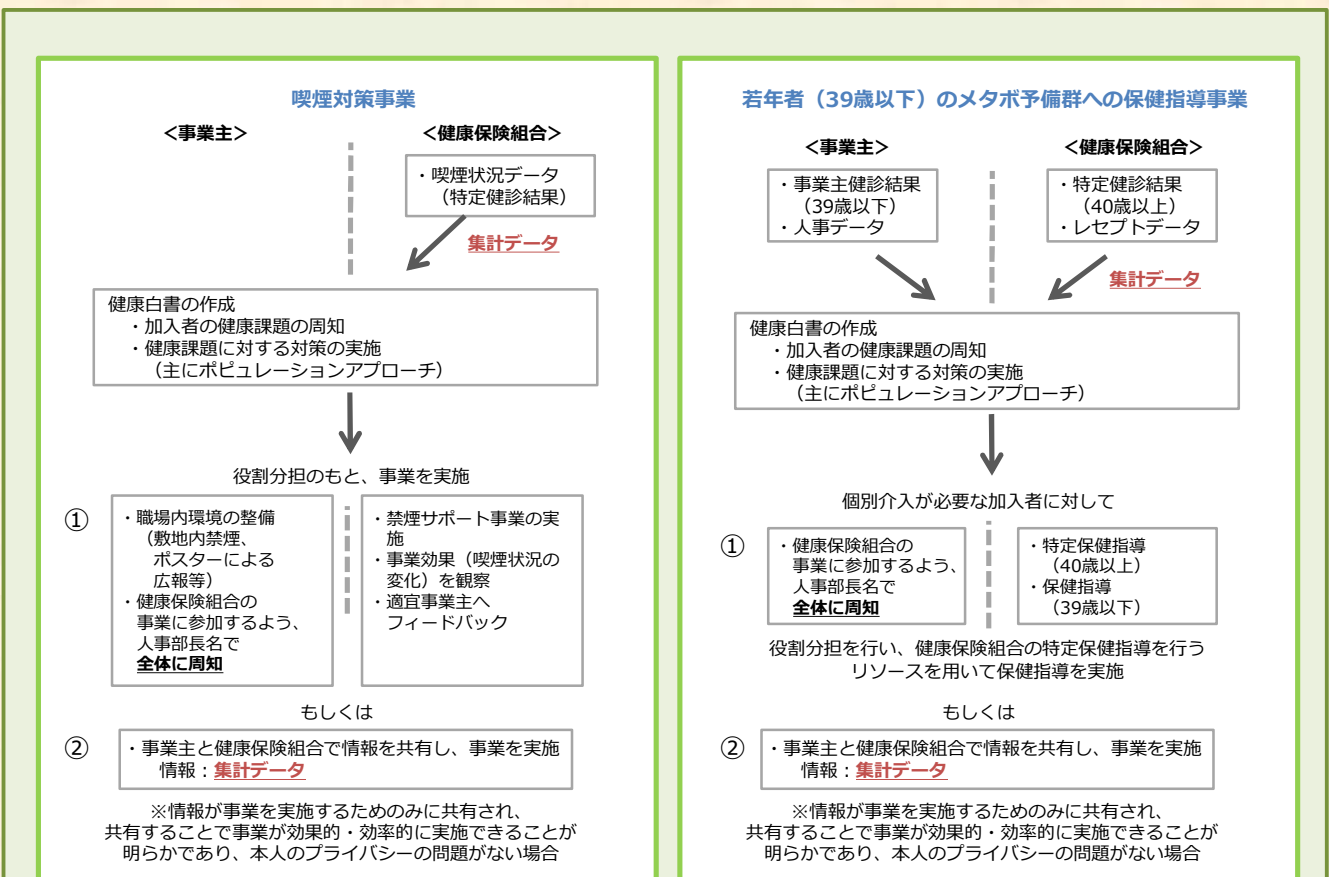 喫煙対策事業
<事業主>
<健康保険組合>
・喫煙状況データ
（特定健診結果）
集計データ
健康白書の作成
・加入者の健康課題の周知
・健康課題に対する対策の実施
（主にポピュレーションアプローチ）
役割分担のもと、事業を実施
①
・職場内環境の整備
（敷地内禁煙、
ポスターによる
広報等）
・健康保険組合の
事業に参加するよう、
人事部長名で
全体に周知
・禁煙サポート事業の実
施
・事業効果（喫煙状況の
変化）を観察
・適宜事業主へ
フィードバック
もしくは
②
・事業主と健康保険組合で情報を共有し、事業を実施
情報：集計データ
※情報が事業を実施するためのみに共有され、
共有することで事業が効果的・効率的に実施できることが
明らかであり、本人のプライバシーの問題がない場合
若年者（39歳以下）のメタボ予備群への保健指導事業
<事業主>
<健康保険組合>
・事業主健診結果
（39歳以下）
・人事データ
・特定健診結果
（40歳以上）
・レセプトデータ
集計データ
健康白書の作成
・加入者の健康課題の周知
・健康課題に対する対策の実施
（主にポピュレーションアプローチ）
個別介入が必要な加入者に対して
①
・健康保険組合の
事業に参加するよう、
人事部長名で
全体に周知
・特定保健指導
（40歳以上）
・保健指導
（39歳以下）
役割分担を行い、健康保険組合の特定保健指導を行う
リソースを用いて保健指導を実施
もしくは
②
・事業主と健康保険組合で情報を共有し、事業を実施
情報：集計データ
※情報が事業を実施するためのみに共有され、
共有することで事業が効果的・効率的に実施できることが
明らかであり、本人のプライバシーの問題がない場合